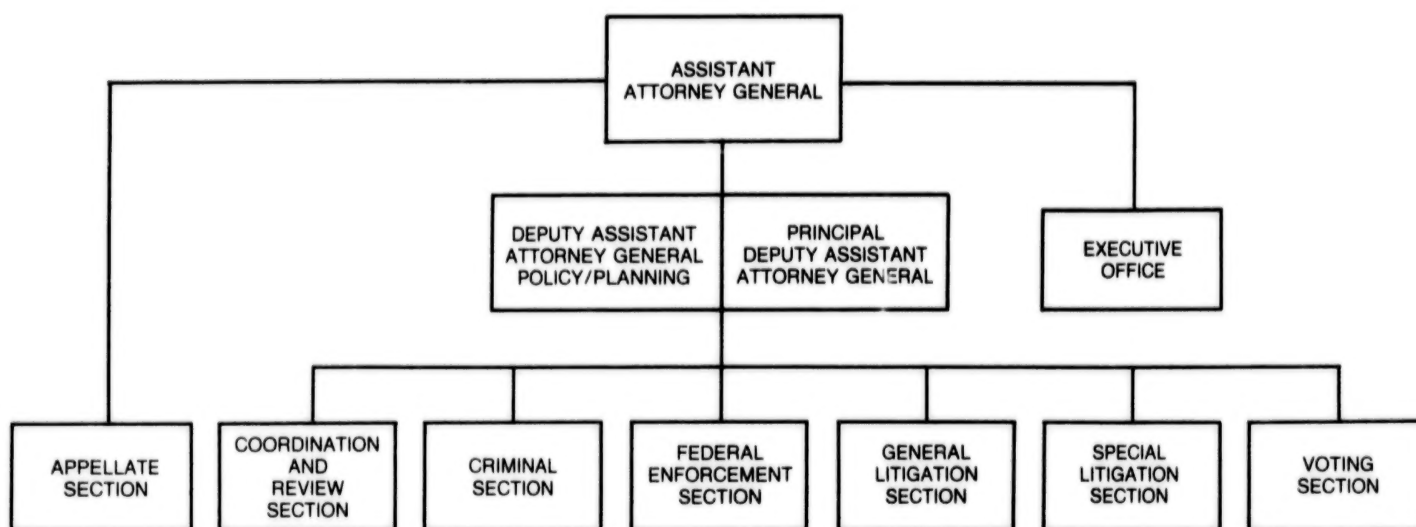 ASSISTANT
ATTORNEY GENERAL
DEPUTY ASSISTANT
ATTORNEY GENERAL
POLICY/PLANNING
PRINCIPAL
DEPUTY ASSISTANT
ATTORNEY GENERAL
EXECUTIVE
OFFICE
APPELLATE
SECTION
COORDINATION
AND
REVIEW
SECTION
CRIMINAL
SECTION
FEDERAL
ENFORCEMENT
SECTION
GENERAL
LITIGATION
SECTION
SPECIAL
LITIGATION
SECTION
VOTING
SECTION